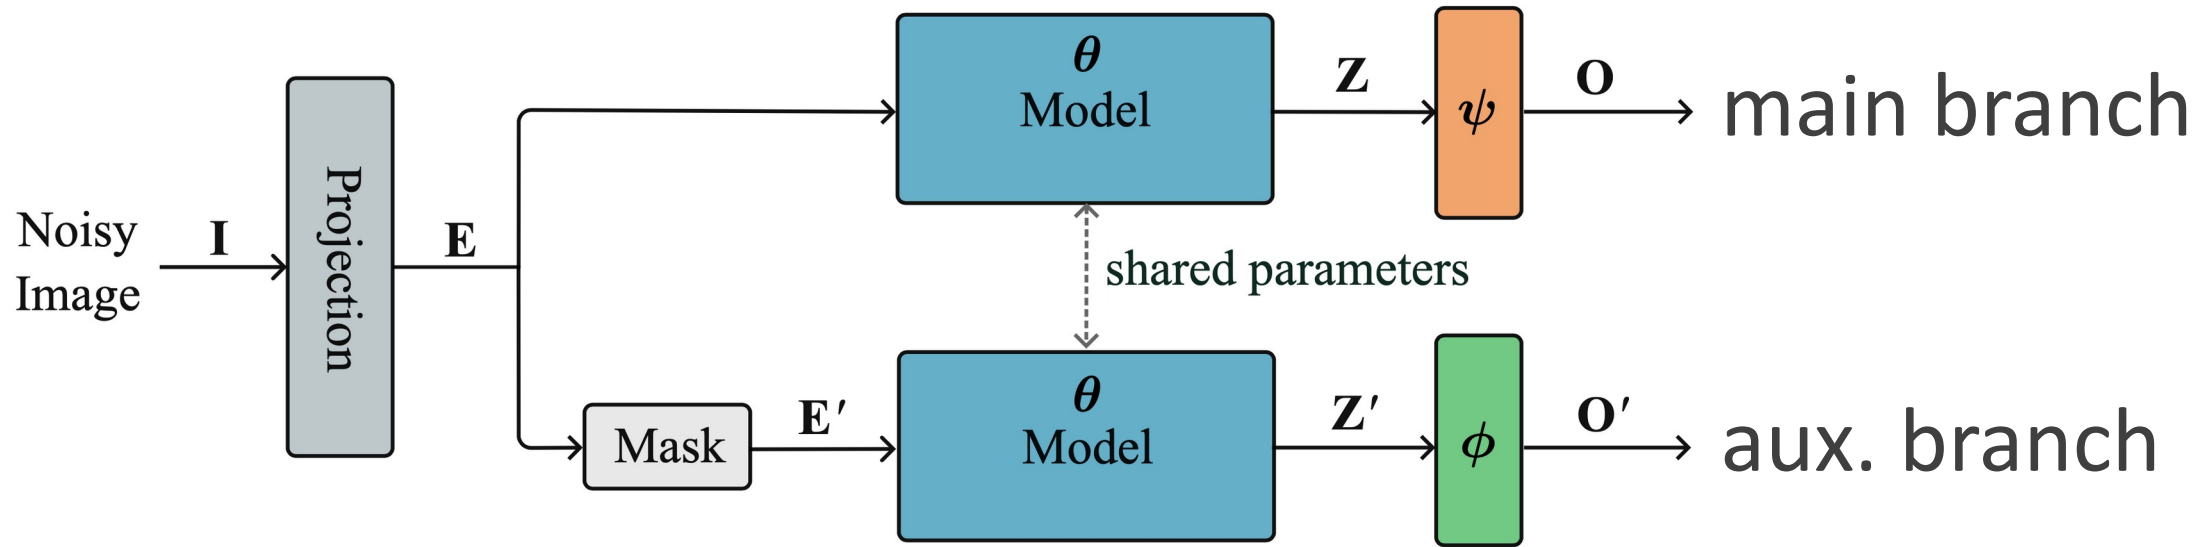 Noisy
Image
I
Projection
E
θ
Model
Z
ψ
O
main branch
shared parameters
Mask
E′
θ
Model
Z′
ϕ
O′
aux. branch